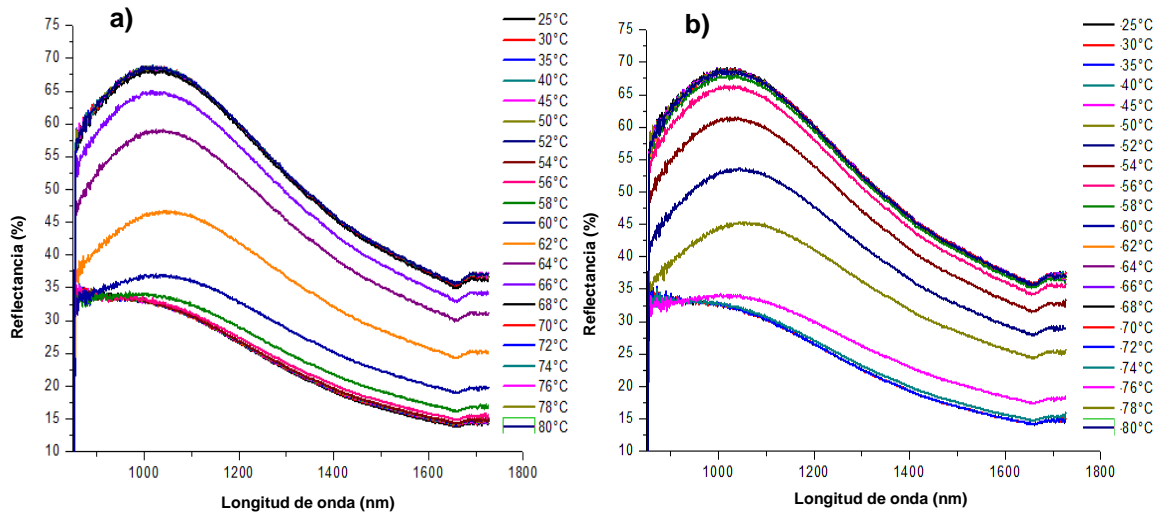 a)
75
70
65
60
55
50
45
40
35
30
25
20
15
10
Reflectancia (%)
1000
1200
1400
1600
1800
Longitud de onda (nm)
25°C
30°C
35°C
40°C
45°C
50°C
52°C
54°C
56°C
58°C
60°C
62°C
64°C
66°C
68°C
70°C
72°C
74°C
76°C
78°C
80°C
b)
75
70
65
60
55
50
45
40
35
30
25
20
15
10
Reflectancia (%)
1000
1200
1400
1600
1800
Longitud de onda (nm)
-25°C
-30°C
-35°C
-40°C
-45°C
-50°C
-52°C
-54°C
-56°C
-58°C
-60°C
-62°C
-64°C
-66°C
-68°C
-70°C
-72°C
-74°C
-76°C
-78°C
-80°C